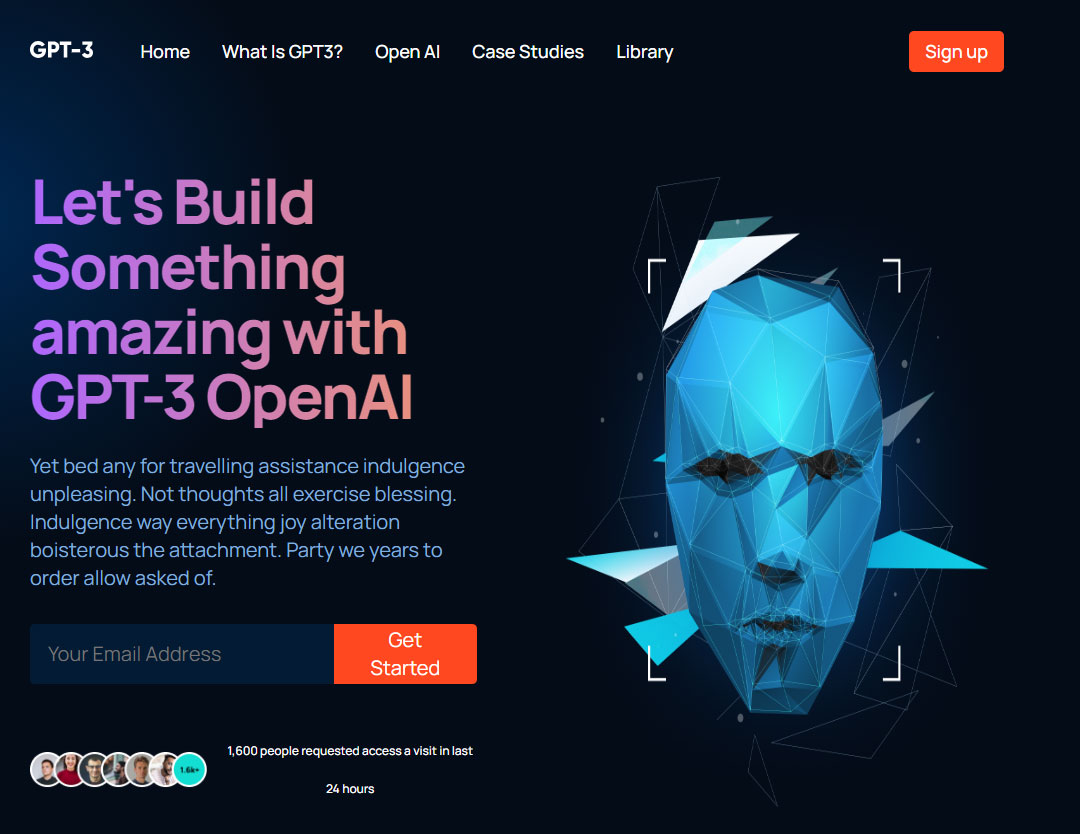 GPT-3
Home
What Is GPT3?
Open AI
Case Studies
Library
Sign up
Let's Build
Something
amazing with
GPT-3 OpenAI
Yet bed any for travelling assistance indulgence
unpleasing. Not thoughts all exercise blessing.
Indulgence way everything joy alteration
boisterous the attachment. Party we years to
order allow asked of.
Your Email Address
Get
Started
1.6k+
1,600 people requested access a visit in last
24 hours